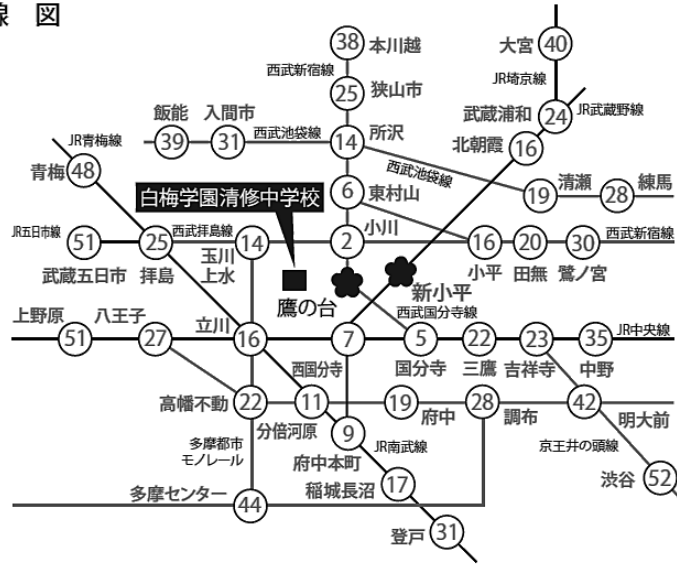 線 図
38 本川越
大宮 40
西武新宿線
JR埼京線
25 狭山市
飯能 入間市
武蔵浦和 24 JR武蔵野線
39 31 西武池袋線 14 所沢
北朝霞 16
JR青梅線
青梅 48
西武池袋線
清瀬 練馬
19 28
6 東村山
白梅学園清修中学校
JR五日市線 51 25 西武拝島線 14 2 小川 16 20 30 西武新宿線
武蔵五日市 拝島 玉川
上水
小平 田無 鷺ノ宮
鷹の台
新小平
西武国分寺線
上野原 八王子 立川
51 27 16 7 5 22 23 35 JR中央線
西国分寺 国分寺 三鷹 吉祥寺 中野
高幡不動 22 11 19 府中 28 調布 42 明大前
分倍河原
多摩都市
モノレール
9
府中本町
JR南武線
京王井の頭線
渋谷 52
多摩センター 44
稲城長沼 17
登戸 31